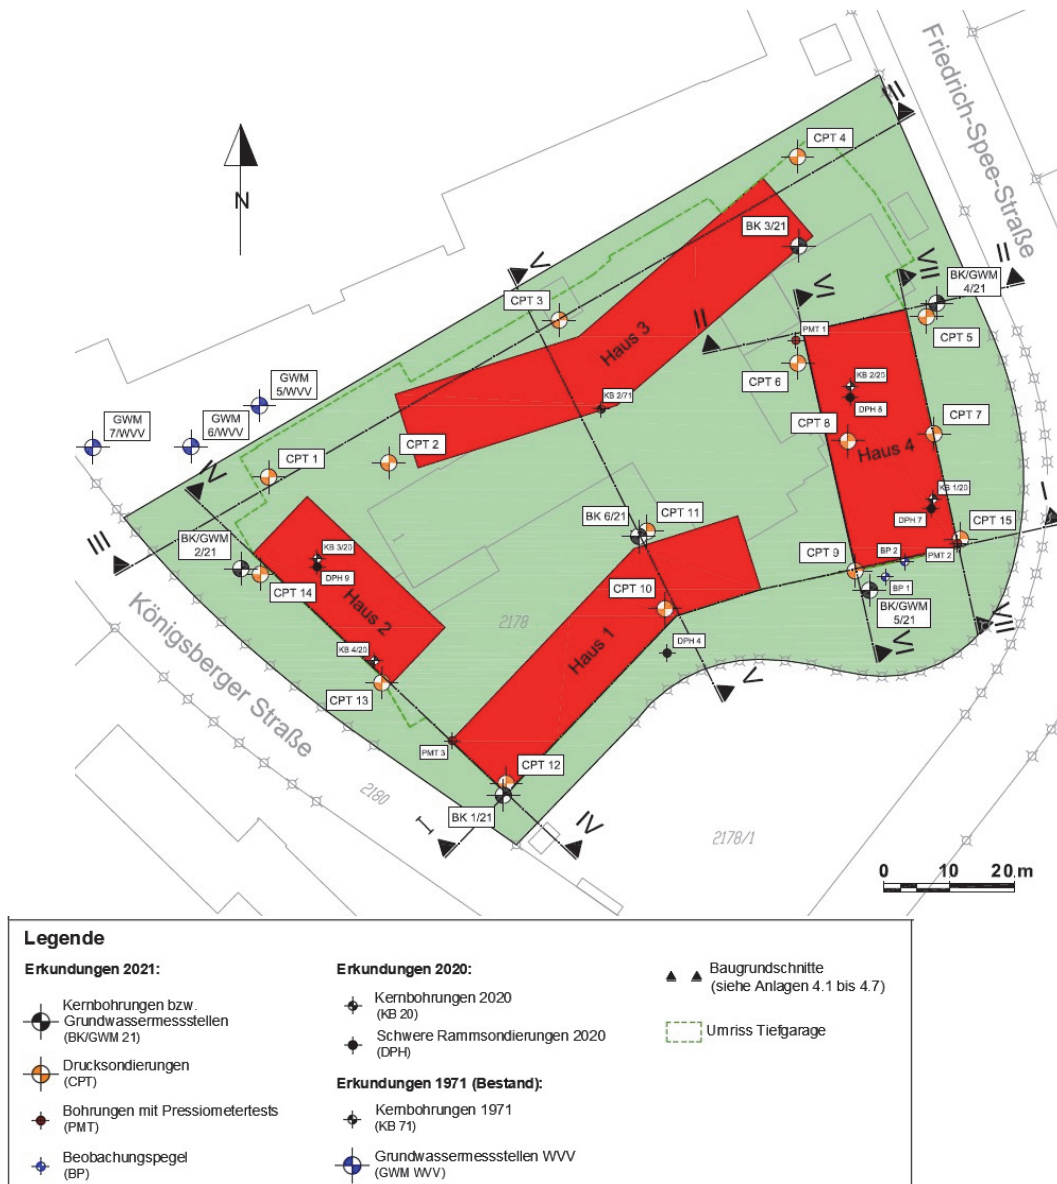 Friedrich-Spee-Straße
III
CPT 4
N
BK 3/21
V
VI
VII
II
BK/GWM
4/21
CPT 3
Haus 3
II
PMT 1
CPT 5
GWM
5/WVV
CPT 6
KB 2/20
DPH 8
GWM
7/WVV
GWM
6/WVV
KB 2/71
CPT 2
CPT 8
CPT 7
Haus 4
CPT 1
IV
KB 1/20
I
DPH 7
BK 6/21
CPT 11
CPT 15
III
BK/GWM
2/21
KB 3/20
DPH 9
CPT 9
BP 2
PMT 2
CPT 14
BP 1
BK/GWM
5/21
Haus 2
CPT 10
2178
Haus 1
DPH 4
VII
VI
KB 4/20
V
CPT 13
Königsberger Straße
PMT 3
CPT 12
2180
BK 1/21
I
IV
2178/1
0 10 20 m
Legende
Erkundungen 2021:
Kernbohrungen bzw.
Grundwassermessstellen
(BK/GWM 21)
Drucksondierungen
(CPT)
Bohrungen mit Pressiometertests
(PMT)
Beobachungspegel
(BP)
Erkundungen 2020:
Kernbohrungen 2020
(KB 20)
Schwere Rammsondierungen 2020
(DPH)
Erkundungen 1971 (Bestand):
Kernbohrungen 1971
(KB 71)
Grundwassermessstellen WVV
(GWM WVV)
Baugrundschnitte
(siehe Anlagen 4.1 bis 4.7)
Umriss Tiefgarage